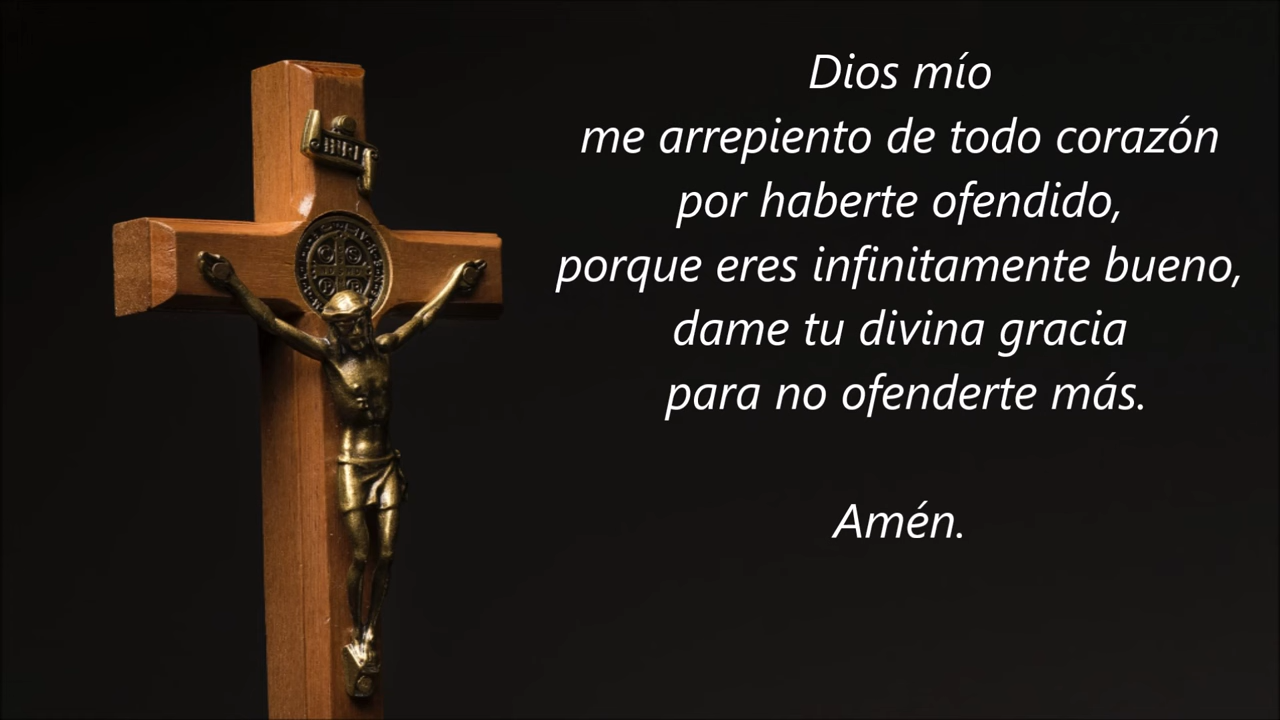 INRI
Dios mío
me arrepiento de todo corazón
por haberte ofendido,
porque eres infinitamente bueno,
dame tu divina gracia
para no ofenderte más.
Amén.